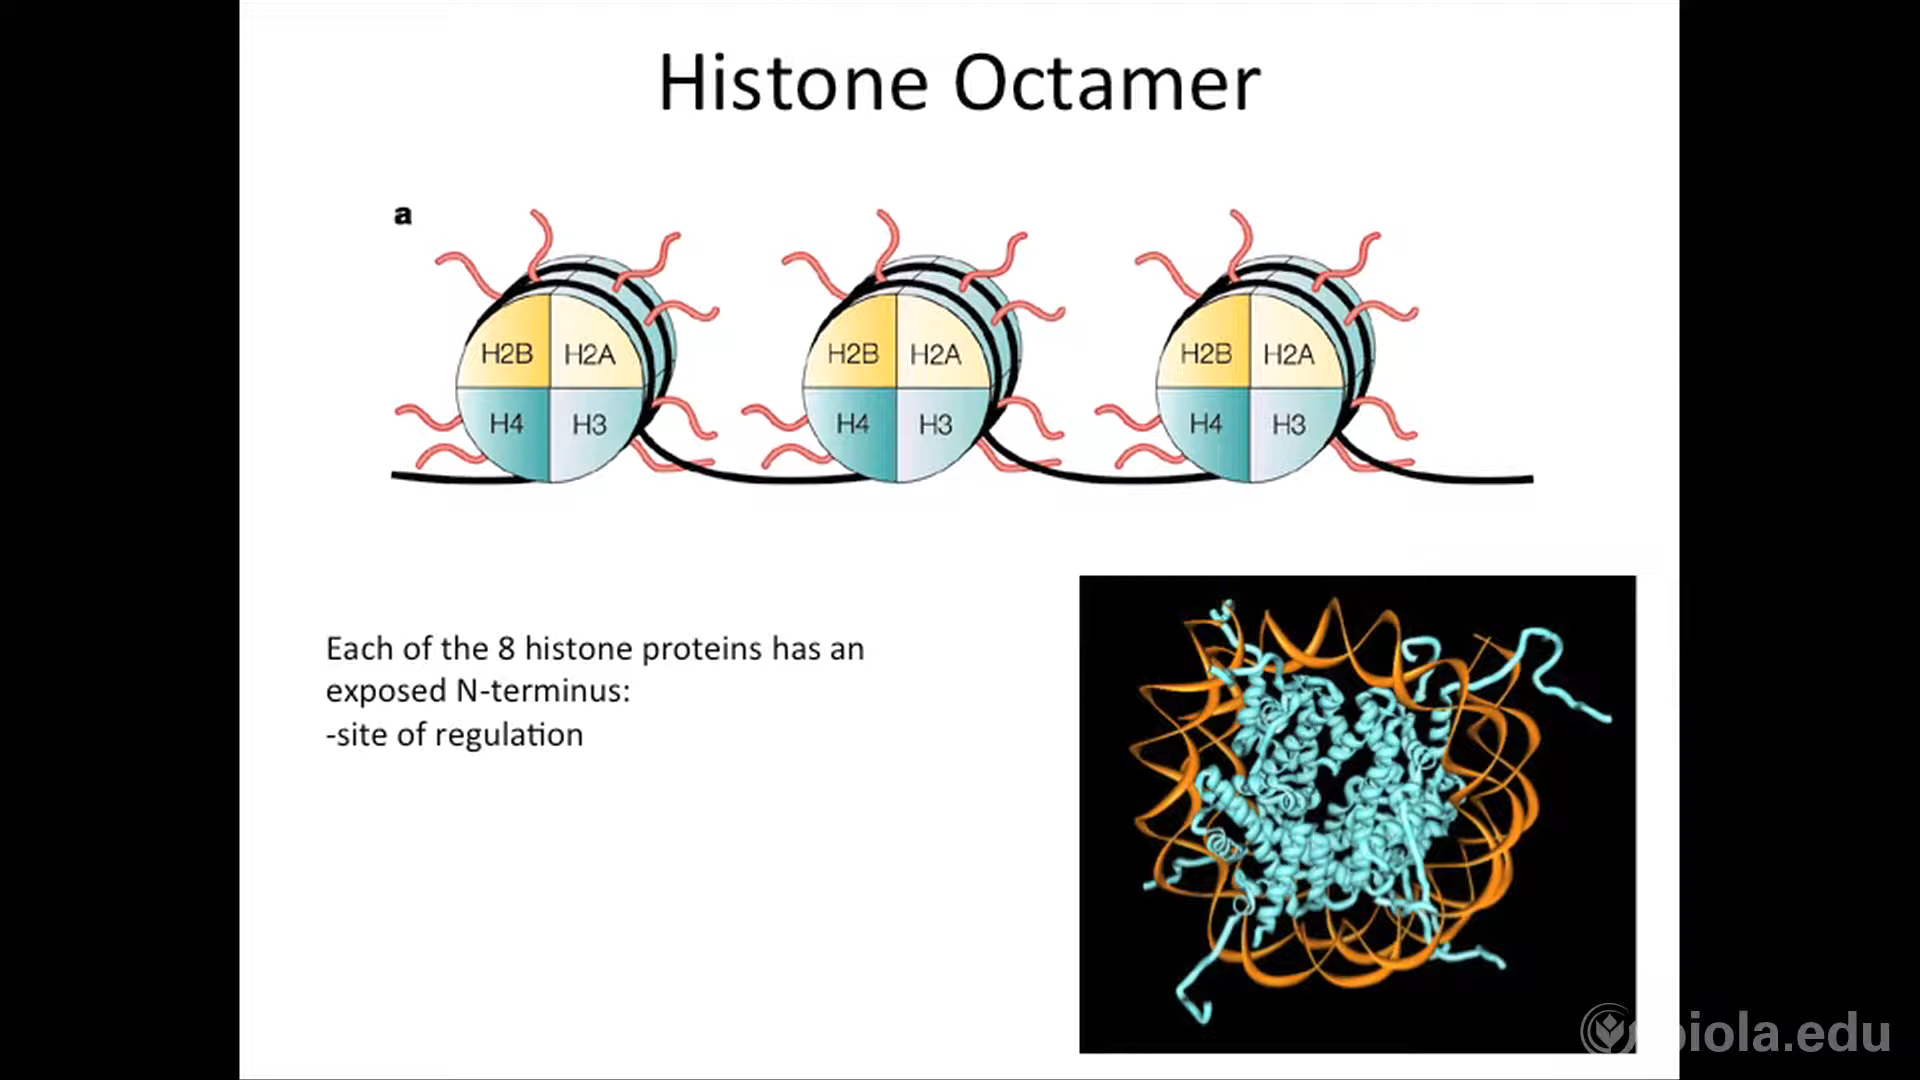 Histone Octamer
a
H2B H2A H2B H2A H2B H2A
H4 H3 H4 H3 H4 H3
Each of the 8 histone proteins has an
exposed N-terminus:
-site of regulation
biola.edu